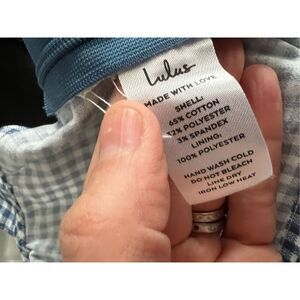 Lulus
MADE WITH LOVE
SHELL:
65% COTTON
32% POLYESTER
3% SPANDEX
LINING:
100% POLYESTER
HAND WASH COLD
DO NOT BLEACH
LINE DRY
IRON LOW HEAT